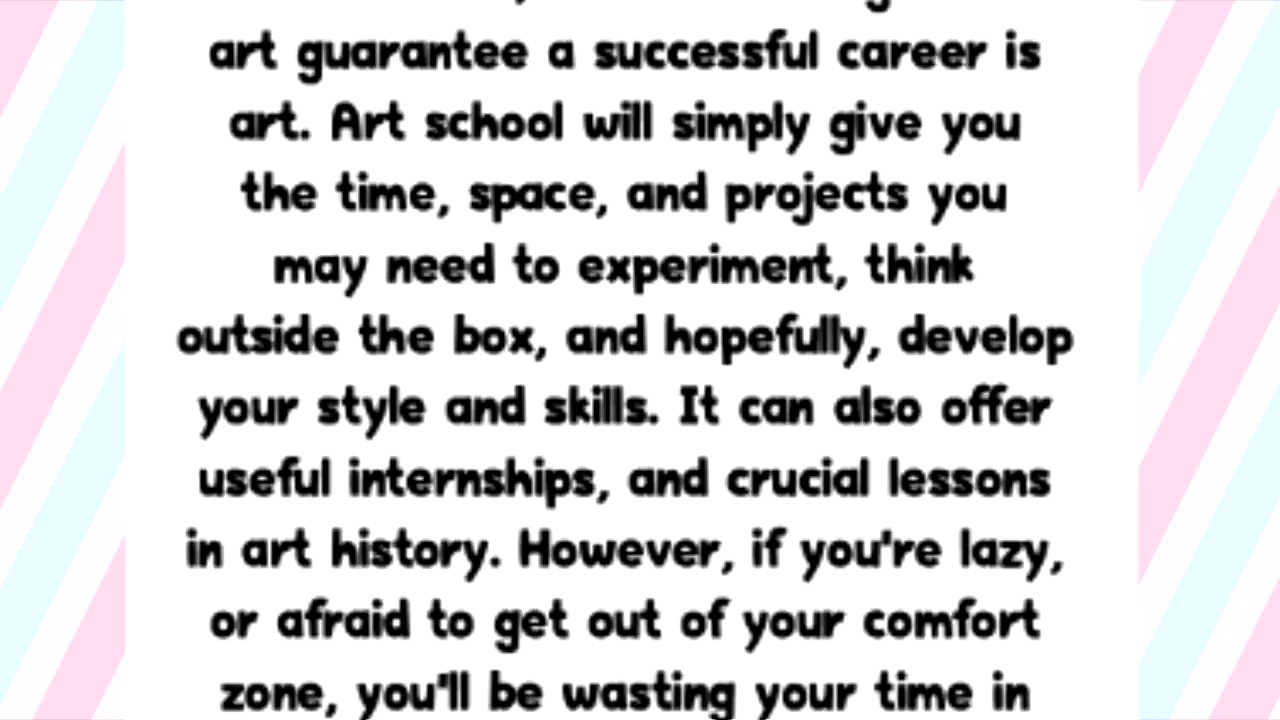 art guarantee a successful career is
art. Art school will simply give you
the time, space, and projects you
may need to experiment, think
outside the box, and hopefully, develop
your style and skills. It can also offer
useful internships, and crucial lessons
in art history. However, if you're lazy,
or afraid to get out of your comfort
zone, you'll be wasting your time in